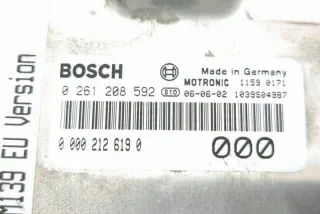 BOSCH
Made in Germany
MOTRONIC 1159 0171
0 261 208 592 E10 06-06-02 1039S04387
0 000 212 619 0
000
M139 EU Version